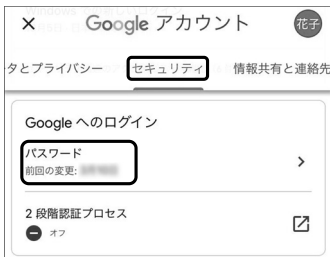 × Google アカウント 花子
タとプライバシー セキュリティ 情報共有と連絡先
Google へのログイン
パスワード
前回の変更:
2 段階認証プロセス
オフ